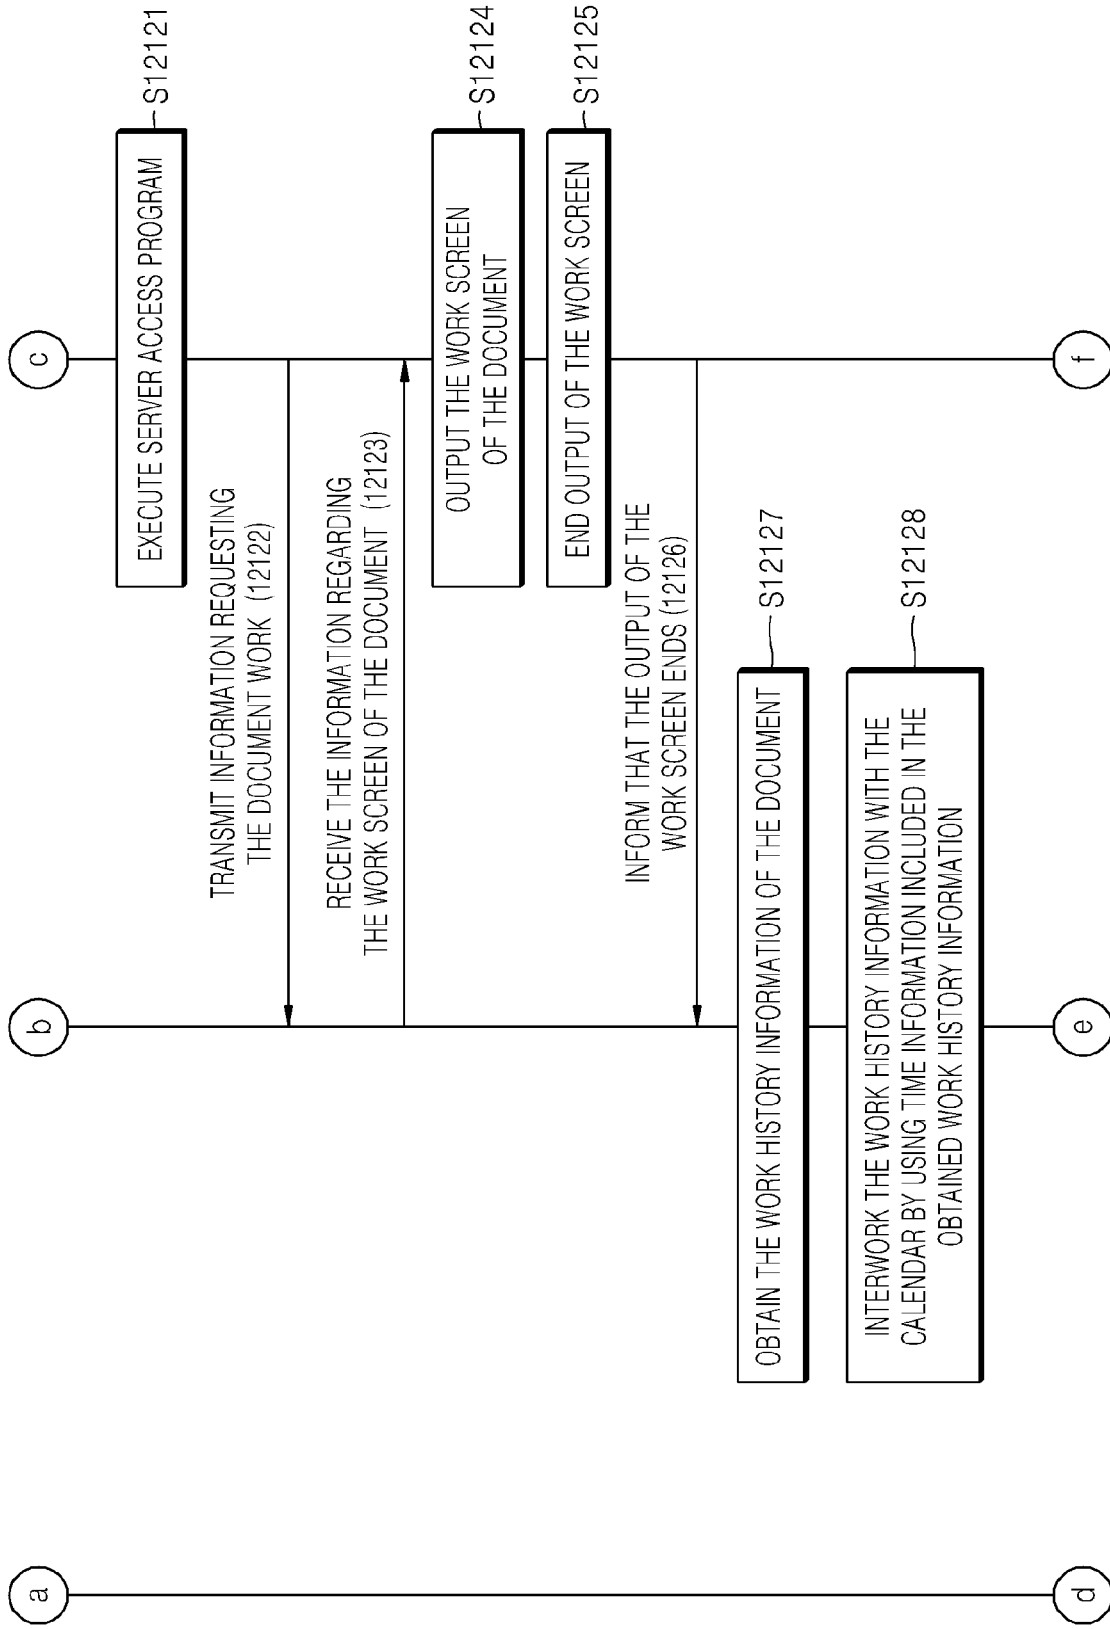 a
b
c
EXECUTE SERVER ACCESS PROGRAM
S12121
TRANSMIT INFORMATION REQUESTING
THE DOCUMENT WORK (12122)
RECEIVE THE INFORMATION REGARDING
THE WORK SCREEN OF THE DOCUMENT (12123)
OUTPUT THE WORK SCREEN
OF THE DOCUMENT
S12124
END OUTPUT OF THE WORK SCREEN
S12125
INFORM THAT THE OUTPUT OF THE
WORK SCREEN ENDS (12126)
OBTAIN THE WORK HISTORY INFORMATION OF THE DOCUMENT
S12127
INTERWORK THE WORK HISTORY INFORMATION WITH THE
CALENDAR BY USING TIME INFORMATION INCLUDED IN THE
OBTAINED WORK HISTORY INFORMATION
S12128
d
e
f